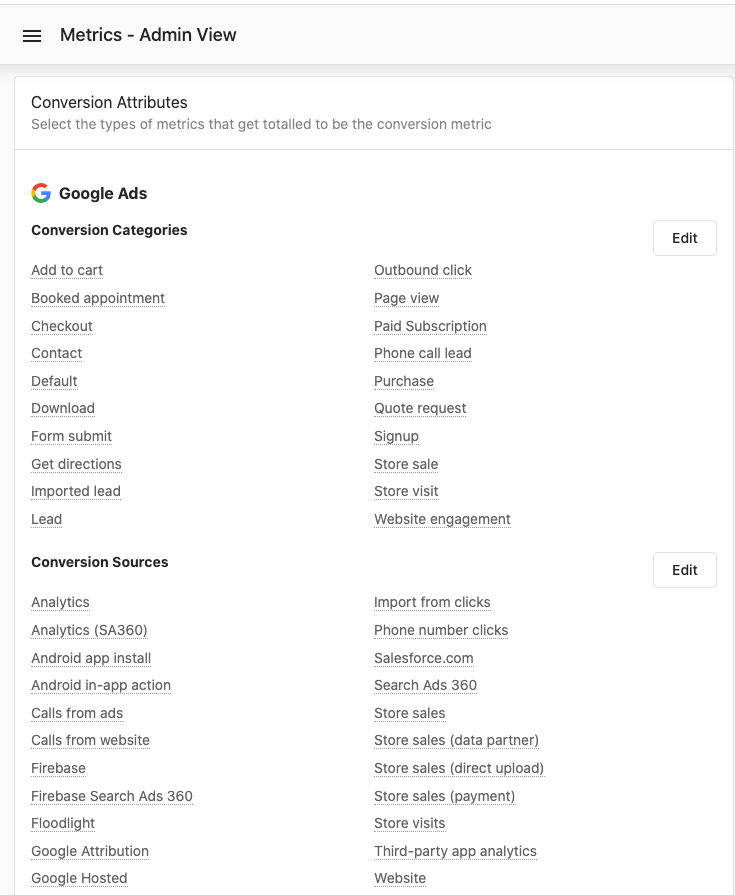 Metrics - Admin View
Conversion Attributes
Select the types of metrics that get totalled to be the conversion metric
Google Ads
Conversion Categories
Edit
Add to cart
Booked appointment
Checkout
Contact
Default
Download
Form submit
Get directions
Imported lead
Lead
Outbound click
Page view
Paid Subscription
Phone call lead
Purchase
Quote request
Signup
Store sale
Store visit
Website engagement
Conversion Sources
Edit
Analytics
Analytics (SA360)
Android app install
Android in-app action
Calls from ads
Calls from website
Firebase
Firebase Search Ads 360
Floodlight
Google Attribution
Google Hosted
Import from clicks
Phone number clicks
Salesforce.com
Search Ads 360
Store sales
Store sales (data partner)
Store sales (direct upload)
Store sales (payment)
Store visits
Third-party app analytics
Website